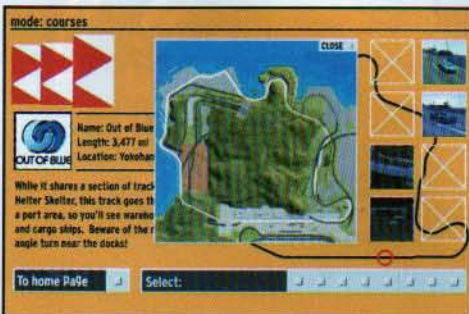 mode: courses
CLOSE
OUT OF BLUE
Name: Out of Blue
Length: 3,477
Location:
While it shares a section of track
Helter Skelter, this track goes th
a port area, so you'll see
and cargo ships. Beware of the
angle turn near the docks!
To home Page
Select: